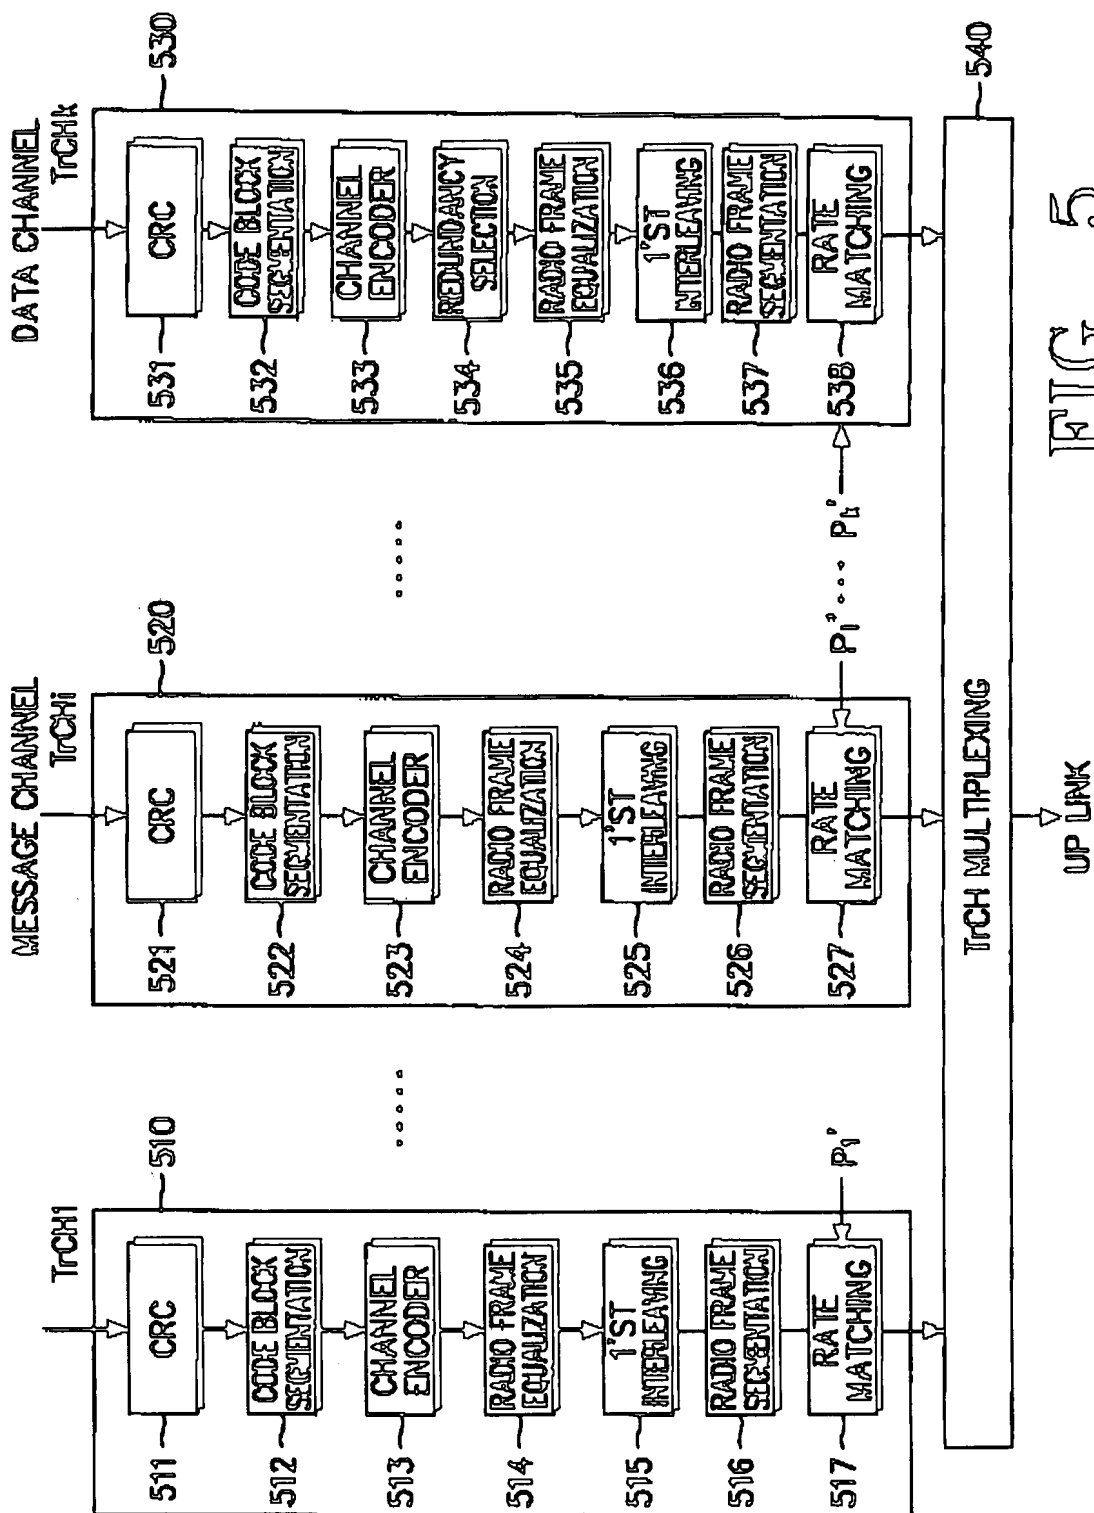 TrCH1
510
511
CRC
512
CODE BLOCK
SEGMENTATION
513
CHANNEL
ENCODER
514
RADIO FRAME
EQUALIZATION
515
1'ST
INTERLEAVING
516
RADIO FRAME
SEGMENTATION
517
RATE
MATCHING
P1'
MESSAGE CHANNEL
TrCHi
520
521
CRC
522
CODE BLOCK
SEGMENTATION
523
CHANNEL
ENCODER
524
RADIO FRAME
EQUALIZATION
525
1'ST
INTERLEAVING
526
RADIO FRAME
SEGMENTATION
527
RATE
MATCHING
Pi' ... Pk'
DATA CHANNEL
TrCHk
530
531
CRC
532
CODE BLOCK
SEGMENTATION
533
CHANNEL
ENCODER
534
REDUNDANCY
SELECTION
535
RADIO FRAME
EQUALIZATION
536
1'ST
INTERLEAVING
537
RADIO FRAME
SEGMENTATION
538
RATE
MATCHING
540
TrCH MULTIPLEXING
UP LINK
FIG. 5